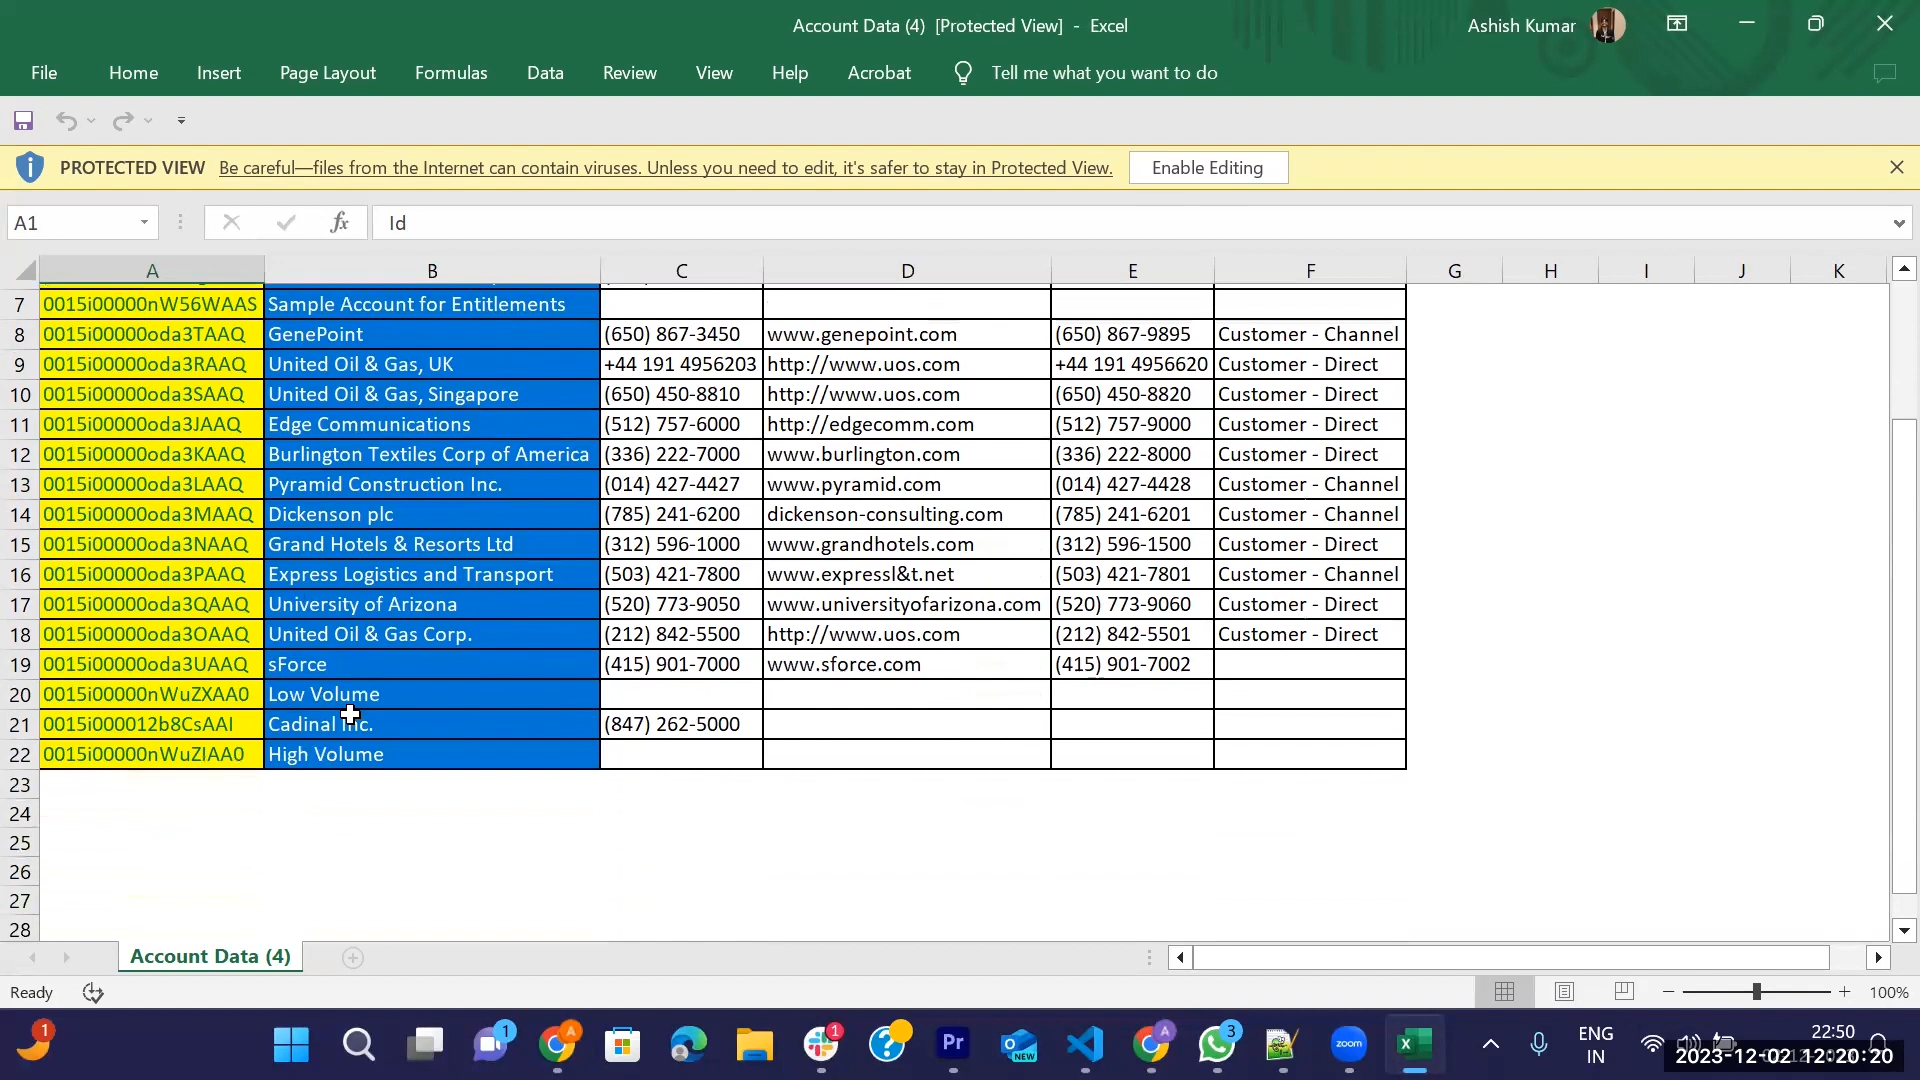 Account Data (4) [Protected View] - Excel
Ashish Kumar
File Home Insert Page Layout Formulas Data Review View Help Acrobat Tell me what you want to do
PROTECTED VIEW Be careful—files from the Internet can contain viruses. Unless you need to edit, it's safer to stay in Protected View. Enable Editing
A1 fx Id
A B C D E F G H I J K
7 0015i00000nW56WAAS Sample Account for Entitlements
8 0015i00000oda3TAAQ GenePoint (650) 867-3450 www.genepoint.com (650) 867-9895 Customer - Channel
9 0015i00000oda3RAAQ United Oil & Gas, UK +44 191 4956203 http://www.uos.com +44 191 4956620 Customer - Direct
10 0015i00000oda3SAAQ United Oil & Gas, Singapore (650) 450-8810 http://www.uos.com (650) 450-8820 Customer - Direct
11 0015i00000oda3JAAQ Edge Communications (512) 757-6000 http://edgecomm.com (512) 757-9000 Customer - Direct
12 0015i00000oda3KAAQ Burlington Textiles Corp of America (336) 222-7000 www.burlington.com (336) 222-8000 Customer - Direct
13 0015i00000oda3LAAQ Pyramid Construction Inc. (014) 427-4427 www.pyramid.com (014) 427-4428 Customer - Channel
14 0015i00000oda3MAAQ Dickenson plc (785) 241-6200 dickenson-consulting.com (785) 241-6201 Customer - Channel
15 0015i00000oda3NAAQ Grand Hotels & Resorts Ltd (312) 596-1000 www.grandhotels.com (312) 596-1500 Customer - Direct
16 0015i00000oda3PAAQ Express Logistics and Transport (503) 421-7800 www.expressl&t.net (503) 421-7801 Customer - Channel
17 0015i00000oda3QAAQ University of Arizona (520) 773-9050 www.universityofarizona.com (520) 773-9060 Customer - Direct
18 0015i00000oda3OAAQ United Oil & Gas Corp. (212) 842-5500 http://www.uos.com (212) 842-5501 Customer - Direct
19 0015i00000oda3UAAQ sForce (415) 901-7000 www.sforce.com (415) 901-7002
20 0015i00000nWuZXAA0 Low Volume
21 0015i000012b8CsAAI Cadinal Inc. (847) 262-5000
22 0015i00000nWuZIAA0 High Volume
23
24
25
26
27
28
Account Data (4)
Ready
100%
1 1 A 1 Pr NEW A 3 zoom
ENG
IN
22:50
2023-12-02 12:20:20